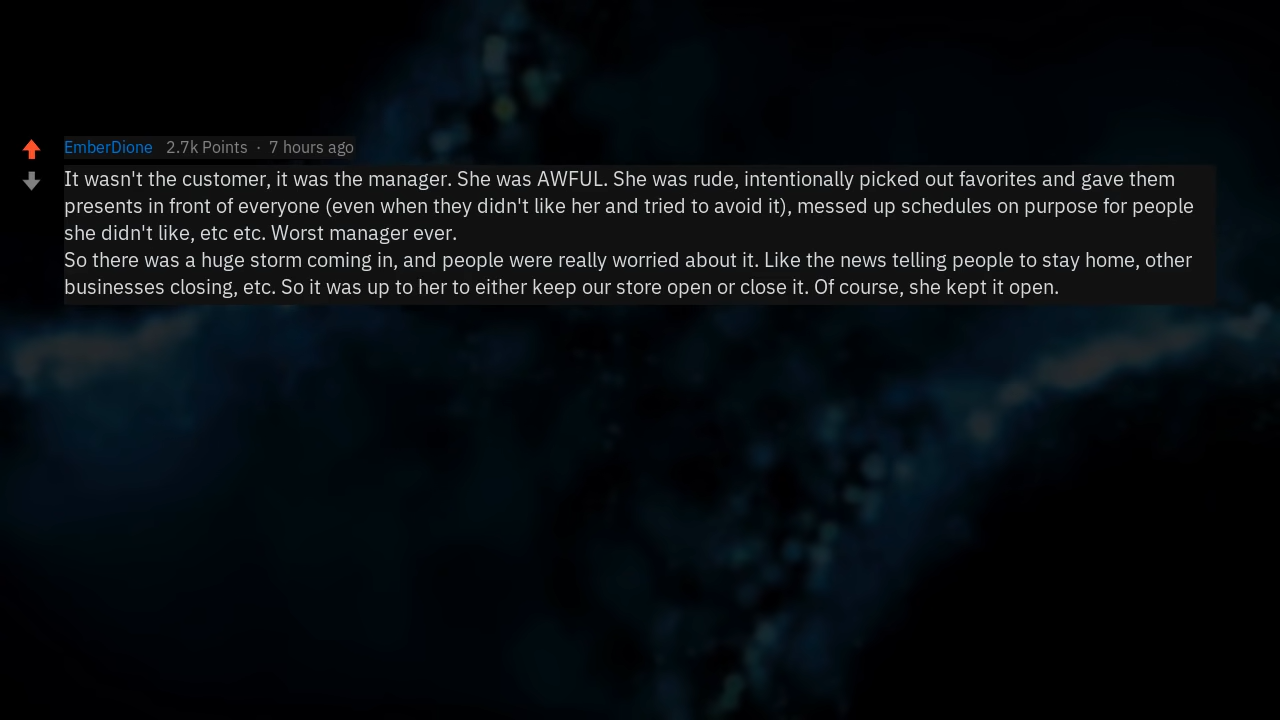 EmberDione 2.7k Points · 7 hours ago
It wasn't the customer, it was the manager. She was AWFUL. She was rude, intentionally picked out favorites and gave them
presents in front of everyone (even when they didn't like her and tried to avoid it), messed up schedules on purpose for people
she didn't like, etc etc. Worst manager ever.
So there was a huge storm coming in, and people were really worried about it. Like the news telling people to stay home, other
businesses closing, etc. So it was up to her to either keep our store open or close it. Of course, she kept it open.